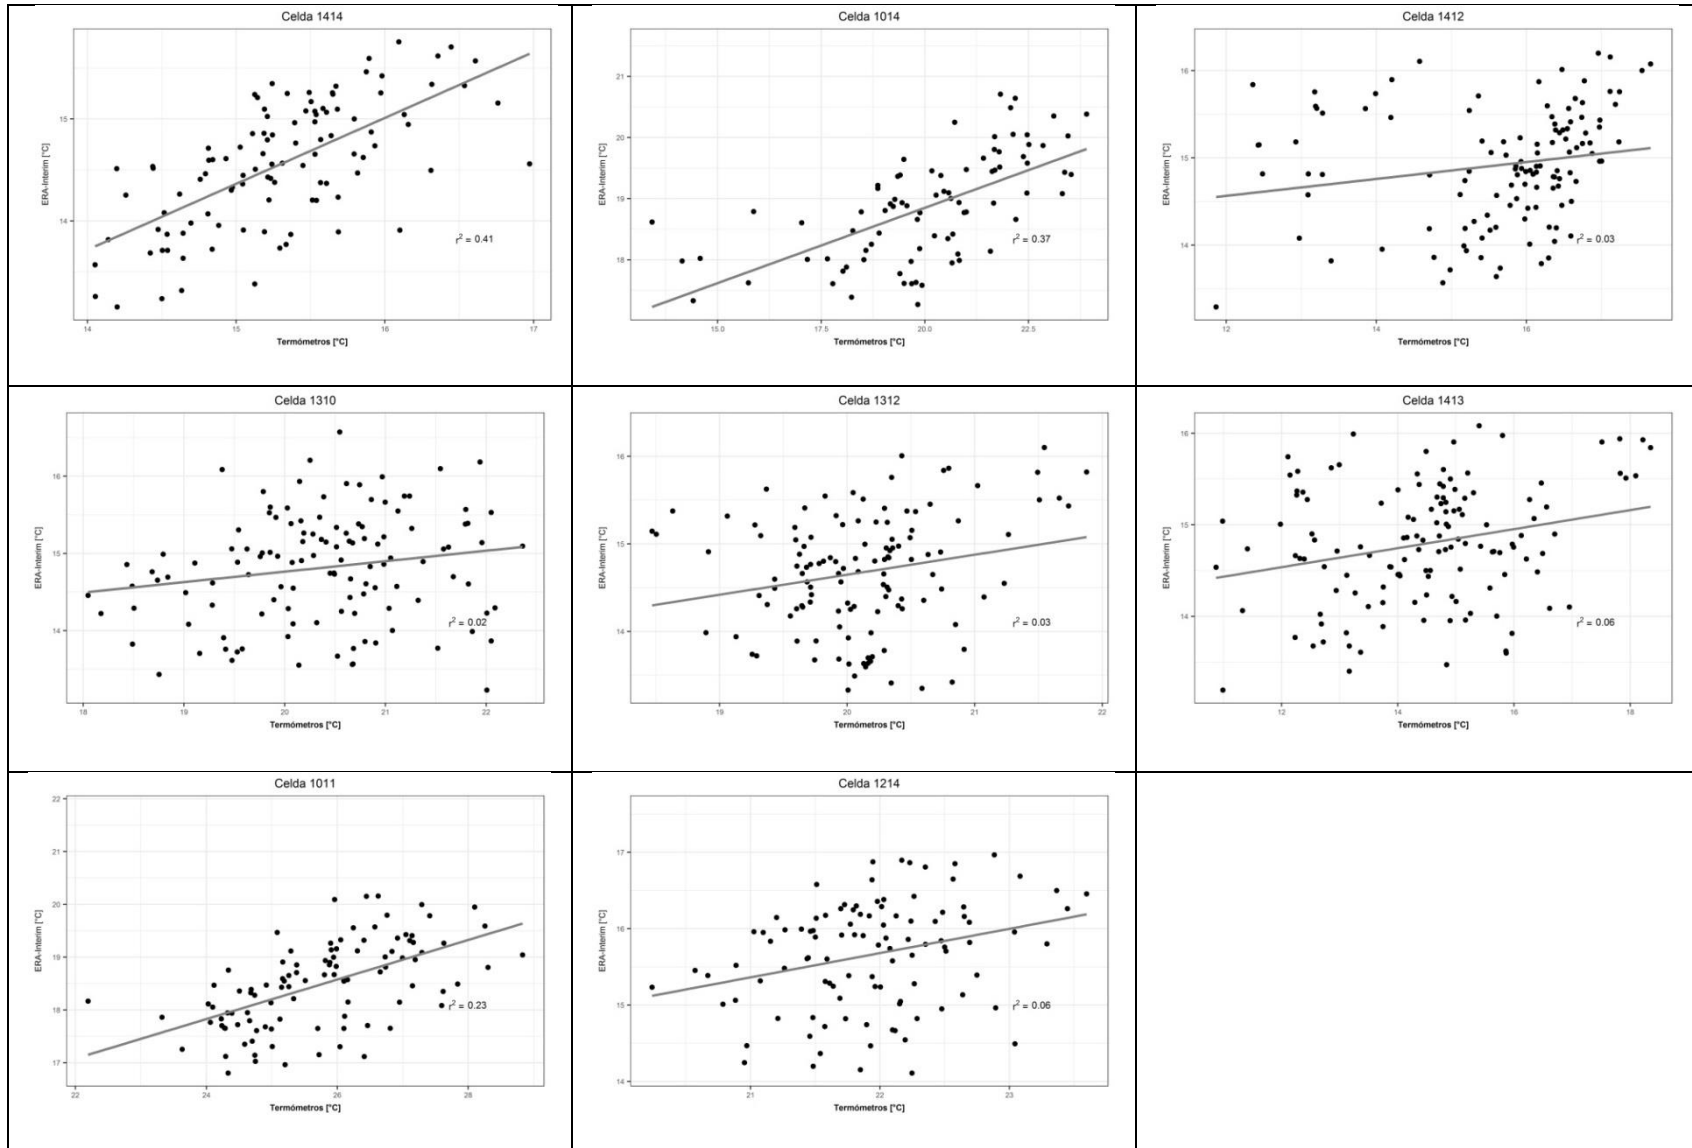 Celda 1414
15
14
ERA-Interim [°C]
r² = 0.41
14 15 16 17
Termómetros [°C]
Celda 1014
21
20
19
18
ERA-Interim [°C]
r² = 0.37
15.0 17.5 20.0 22.5
Termómetros [°C]
Celda 1412
16
15
14
ERA-Interim [°C]
r² = 0.03
12 14 16
Termómetros [°C]
Celda 1310
16
15
14
ERA-Interim [°C]
r² = 0.02
18 19 20 21 22
Termómetros [°C]
Celda 1312
16
15
14
ERA-Interim [°C]
r² = 0.03
19 20 21 22
Termómetros [°C]
Celda 1413
16
15
14
ERA-Interim [°C]
r² = 0.06
12 14 16 18
Termómetros [°C]
Celda 1011
22
21
20
19
18
17
ERA-Interim [°C]
r² = 0.23
22 24 26 28
Termómetros [°C]
Celda 1214
17
16
15
14
ERA-Interim [°C]
r² = 0.06
21 22 23
Termómetros [°C]